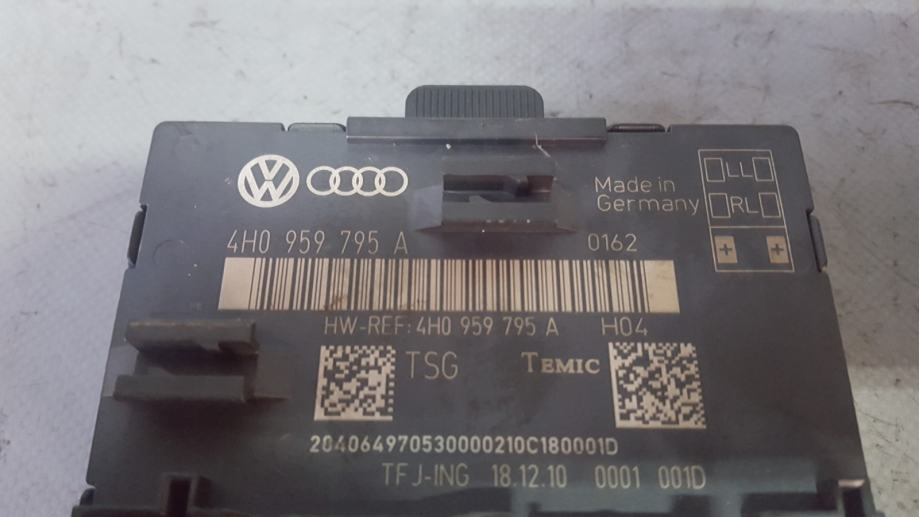 Made in
Germany
LL
RL
4H0 959 795 A 0162
HW-REF: 4H0 959 795 A H04
TSG TEMIC
204064970530000210C180001D
TFJ-ING 18.12.10 0001 001D